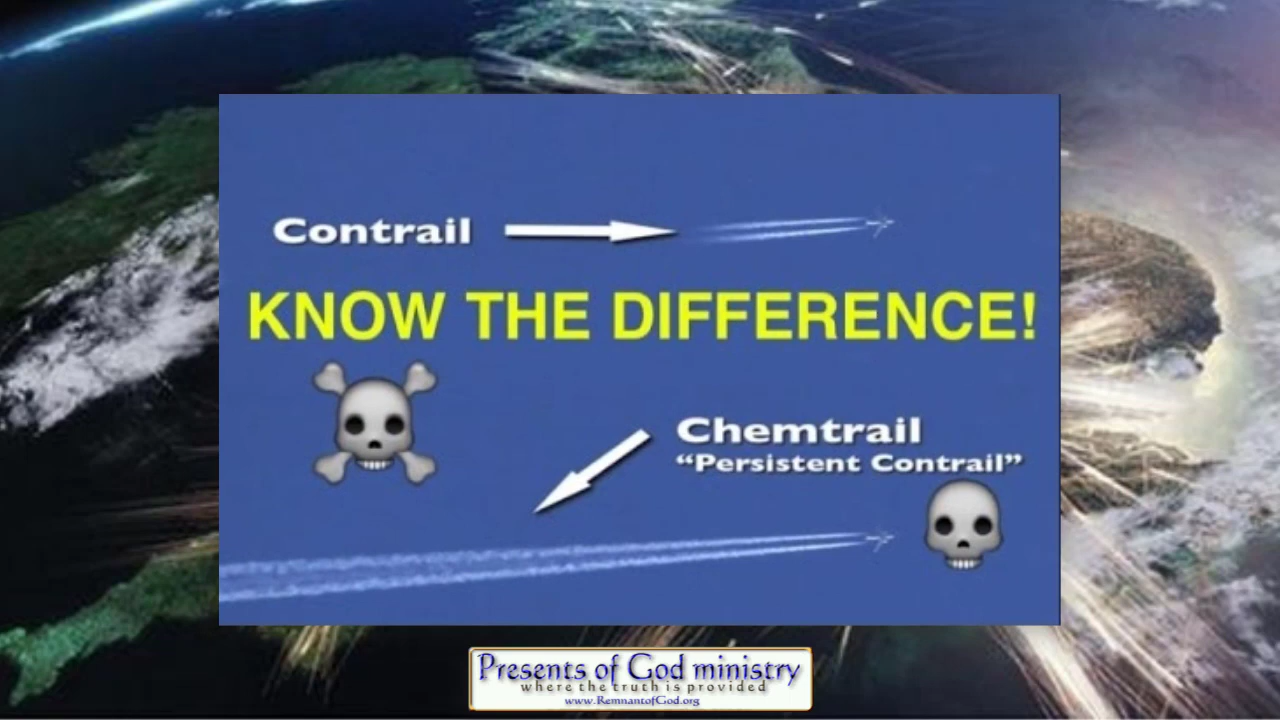 Contrail
KNOW THE DIFFERENCE!
Chemtrail
“Persistent Contrail”
Presents of God ministry
where the truth is provided
www.RemnantofGod.org